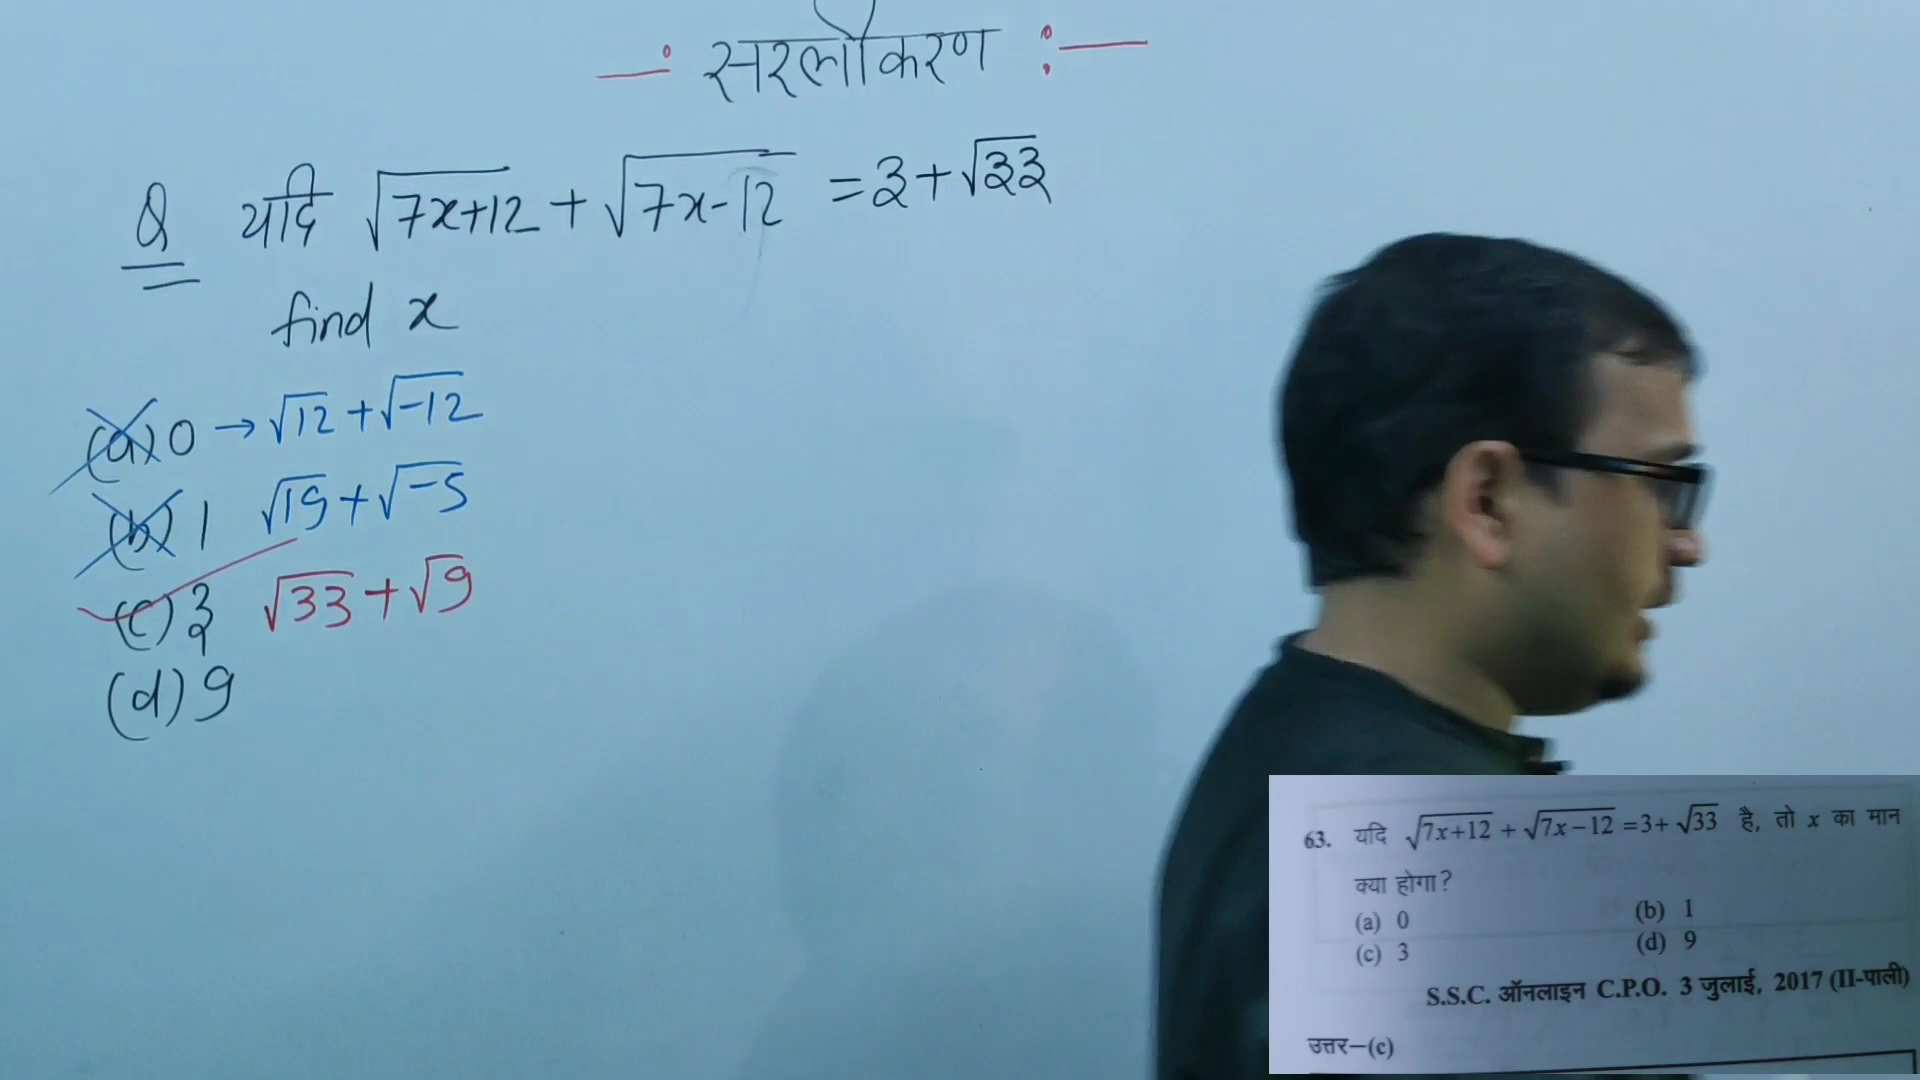 —: सरलीकरण :—
Q यदि √7x+12 + √7x-12 = 3+√33
find x
(a) 0 → √12 + √-12
(b) 1 √19 + √-5
(c) 3 √33 + √9
(d) 9
63. यदि √7x+12 + √7x−12 =3+ √33 है, तो x का मान
क्या होगा?
(a) 0 (b) 1
(c) 3 (d) 9
S.S.C. ऑनलाइन C.P.O. 3 जुलाई, 2017 (II-पाली)
उत्तर–(c)